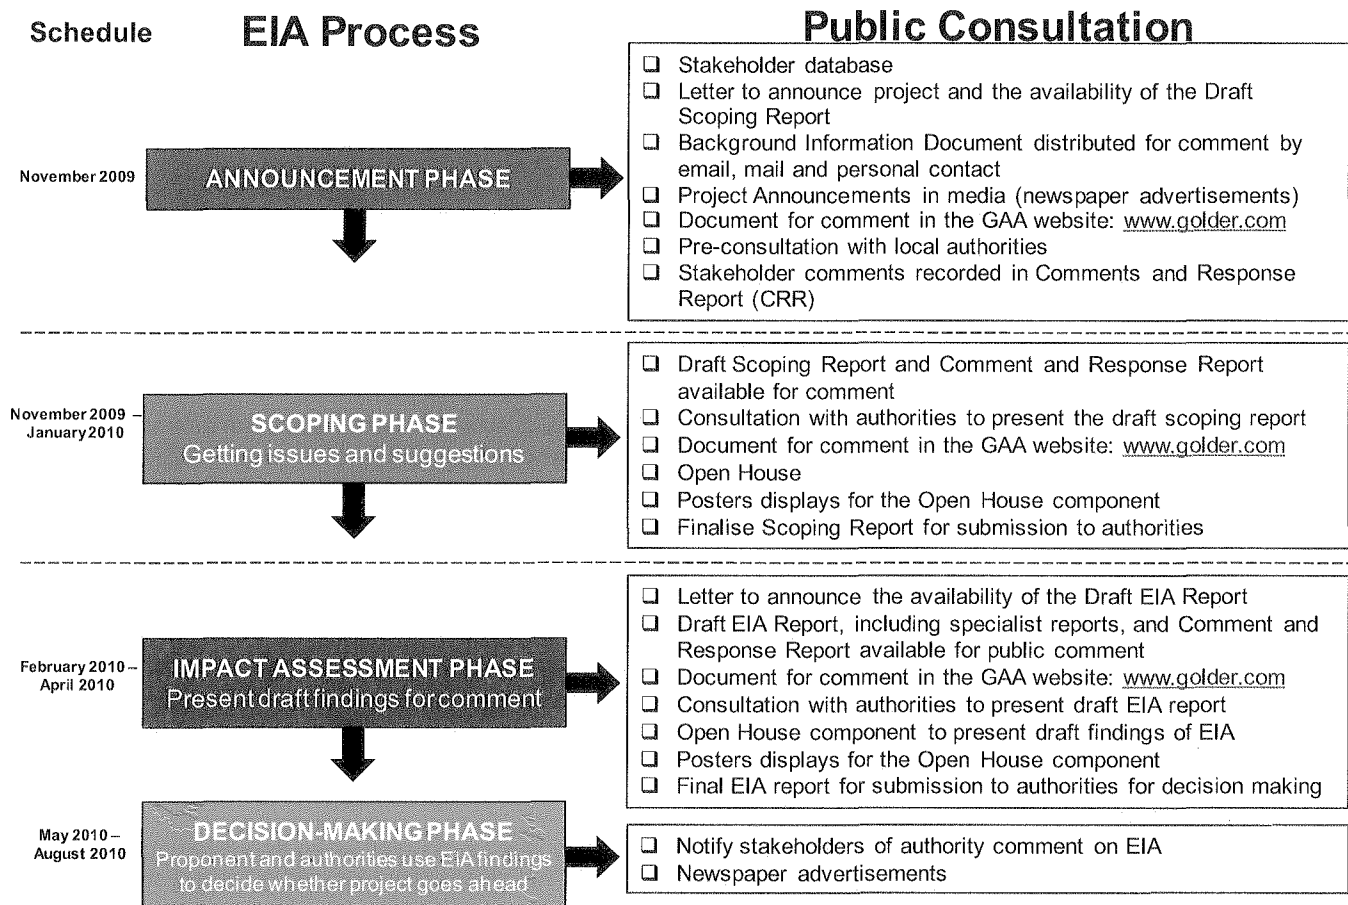 Schedule
EIA Process
Public Consultation
November 2009
ANNOUNCEMENT PHASE
❑ Stakeholder database
❑ Letter to announce project and the availability of the Draft
Scoping Report
❑ Background Information Document distributed for comment by
email, mail and personal contact
❑ Project Announcements in media (newspaper advertisements)
❑ Document for comment in the GAA website: www.golder.com
❑ Pre-consultation with local authorities
❑ Stakeholder comments recorded in Comments and Response
Report (CRR)
November 2009 –
January 2010
SCOPING PHASE
Getting issues and suggestions
❑ Draft Scoping Report and Comment and Response Report
available for comment
❑ Consultation with authorities to present the draft scoping report
❑ Document for comment in the GAA website: www.golder.com
❑ Open House
❑ Posters displays for the Open House component
❑ Finalise Scoping Report for submission to authorities
February 2010 –
April 2010
IMPACT ASSESSMENT PHASE
Present draft findings for comment
❑ Letter to announce the availability of the Draft EIA Report
❑ Draft EIA Report, including specialist reports, and Comment and
Response Report available for public comment
❑ Document for comment in the GAA website: www.golder.com
❑ Consultation with authorities to present draft EIA report
❑ Open House component to present draft findings of EIA
❑ Posters displays for the Open House component
❑ Final EIA report for submission to authorities for decision making
May 2010 –
August 2010
DECISION-MAKING PHASE
Proponent and authorities use EIA findings
to decide whether project goes ahead
❑ Notify stakeholders of authority comment on EIA
❑ Newspaper advertisements